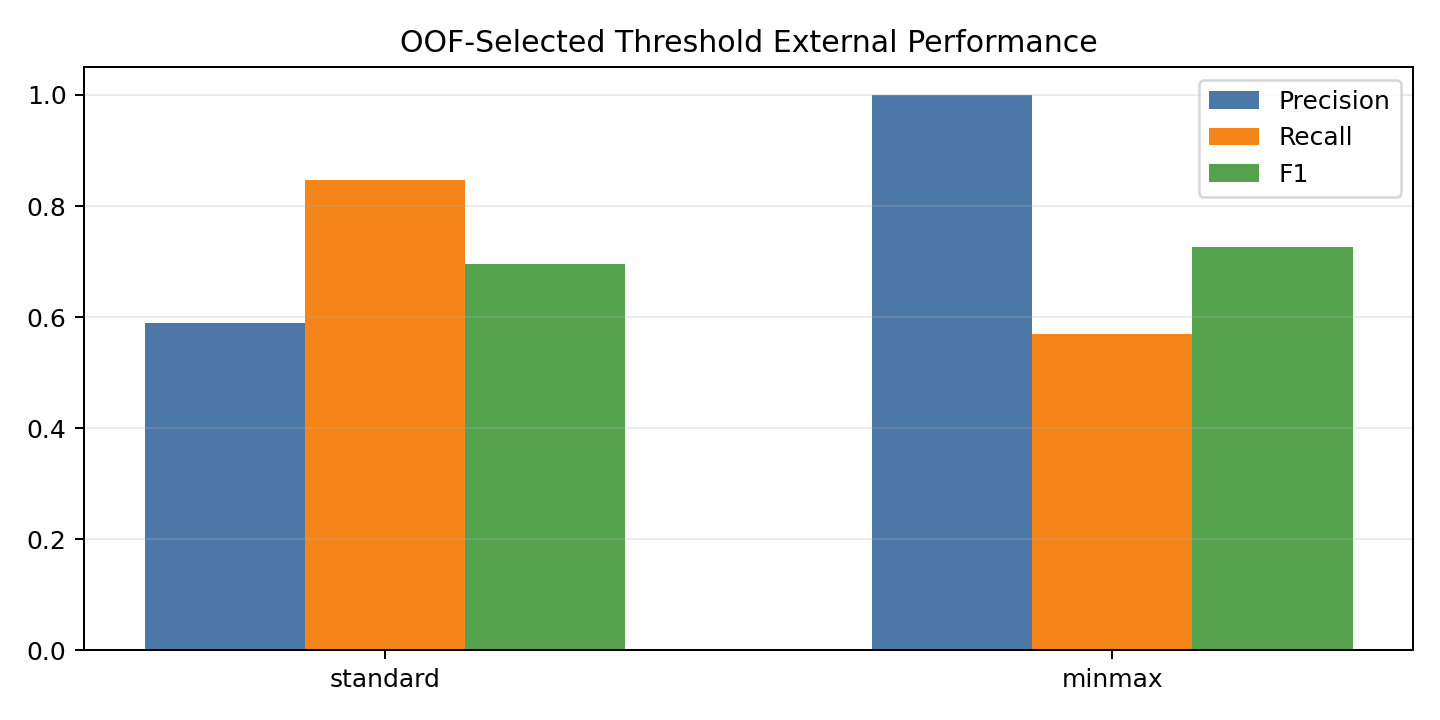 OOF-Selected Threshold External Performance
1.0
0.8
0.6
0.4
0.2
0.0
Precision
Recall
F1
standard
minmax